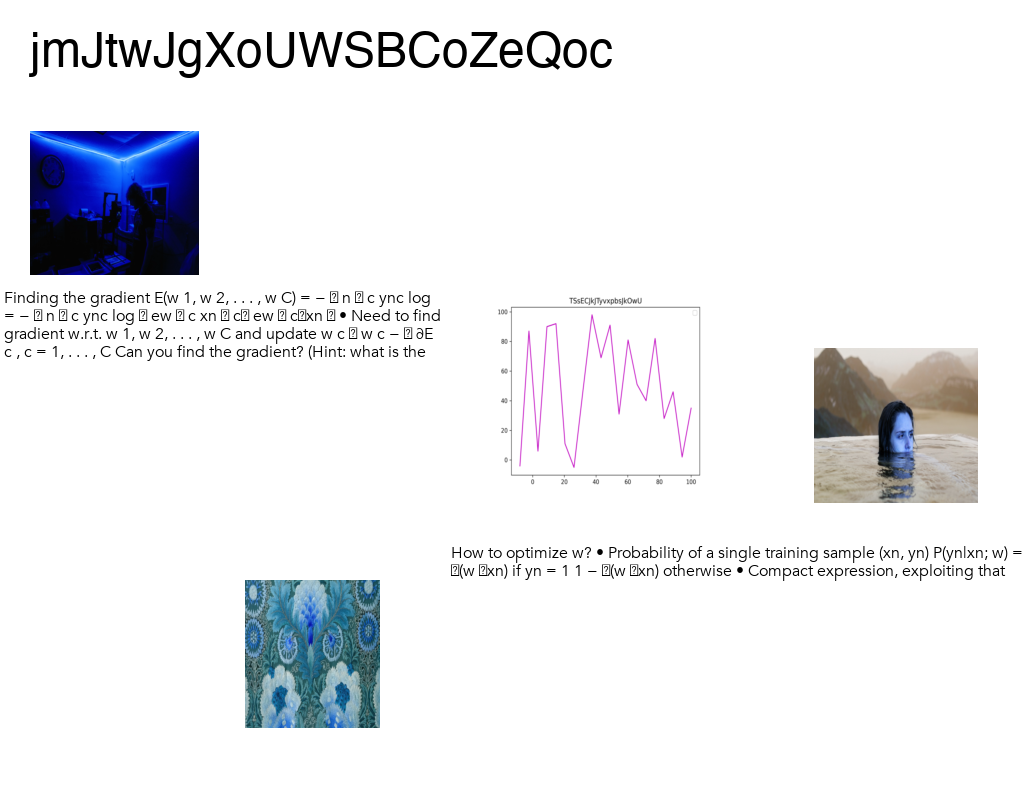 jmJtwJgXoUWSBCoZeQoc
Finding the gradient E(w 1, w 2, . . . , w C) = − � n � c ync log
= − � n � c ync log � ew � c xn � c� ew � c�xn � • Need to find
gradient w.r.t. w 1, w 2, . . . , w C and update w c � w c − � ∂E
c , c = 1, . . . , C Can you find the gradient? (Hint: what is the
TSsECJkJTyvxpbsJkOwU
100
80
60
40
20
0
0 20 40 60 80 100
How to optimize w? • Probability of a single training sample (xn, yn) P(yn|xn; w) =
�(w �xn) if yn = 1 1 − �(w �xn) otherwise • Compact expression, exploiting that